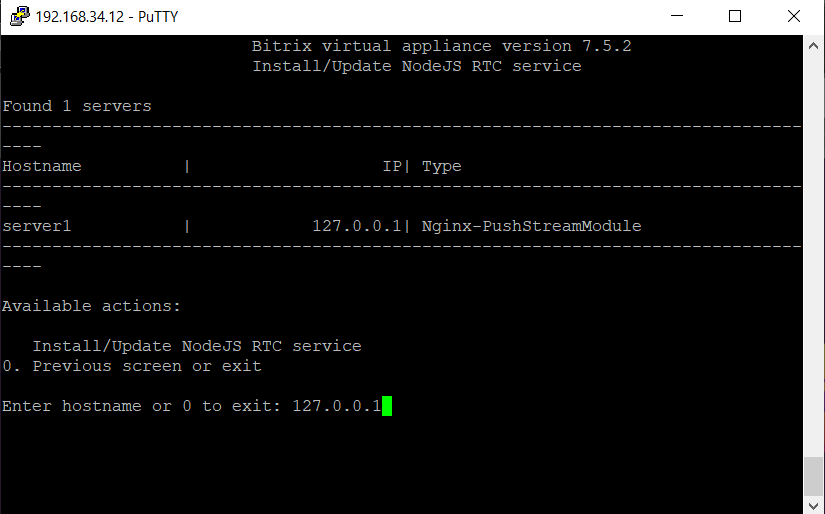 192.168.34.12 - PuTTY
Bitrix virtual appliance version 7.5.2
Install/Update NodeJS RTC service
Found 1 servers
--------------------------------------------------------------------------------
----
Hostname | IP| Type
--------------------------------------------------------------------------------
----
server1 | 127.0.0.1| Nginx-PushStreamModule
--------------------------------------------------------------------------------
----
Available actions:
Install/Update NodeJS RTC service
0. Previous screen or exit
Enter hostname or 0 to exit: 127.0.0.1